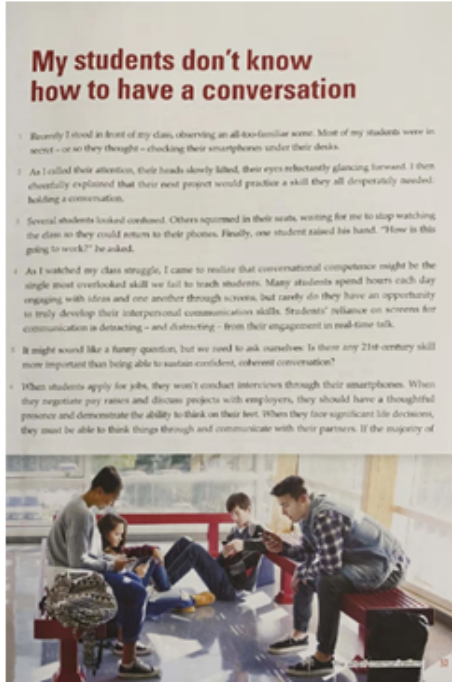 My students don't know
how to have a conversation
1 Recently I stood in front of my class, observing an all-too-familiar scene. Most of my students were in
secret – or so they thought – checking their smartphones under their desks.
2 As I called their attention, their heads slowly lifted, their eyes reluctantly glancing forward. I then
cheerfully explained that their next project would practice a skill they all desperately needed:
holding a conversation.
3 Several students looked confused. Others squirmed in their seats, waiting for me to stop watching
the class so they could return to their phones. Finally, one student raised his hand. "How is this
going to work?" he asked.
4 As I watched my class struggle, I came to realize that conversational competence might be the
single most overlooked skill we fail to teach students. Many students spend hours each day
engaging with ideas and one another through screens, but rarely do they have an opportunity
to truly develop their interpersonal communication skills. Students' reliance on screens for
communication is detracting – and distracting – from their engagement in real-time talk.
5 It might sound like a funny question, but we need to ask ourselves: Is there any 21st-century skill
more important than being able to sustain confident, coherent conversation?
6 When students apply for jobs, they won't conduct interviews through their smartphones. When
they negotiate pay raises and discuss projects with employers, they should have a thoughtful
presence and demonstrate the ability to think on their feet. When they face significant life decisions,
they must be able to think things through and communicate with their partners. If the majority of
The art of communication